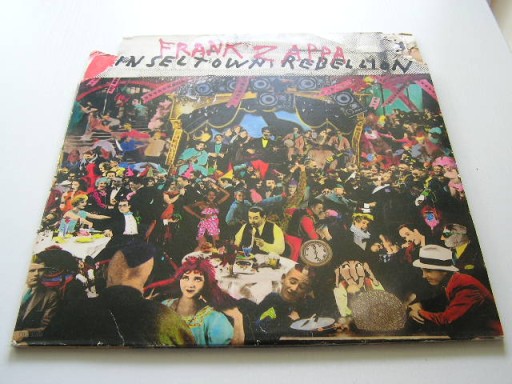 FRANK ZAPPA
TINSELTOWN REBELLION